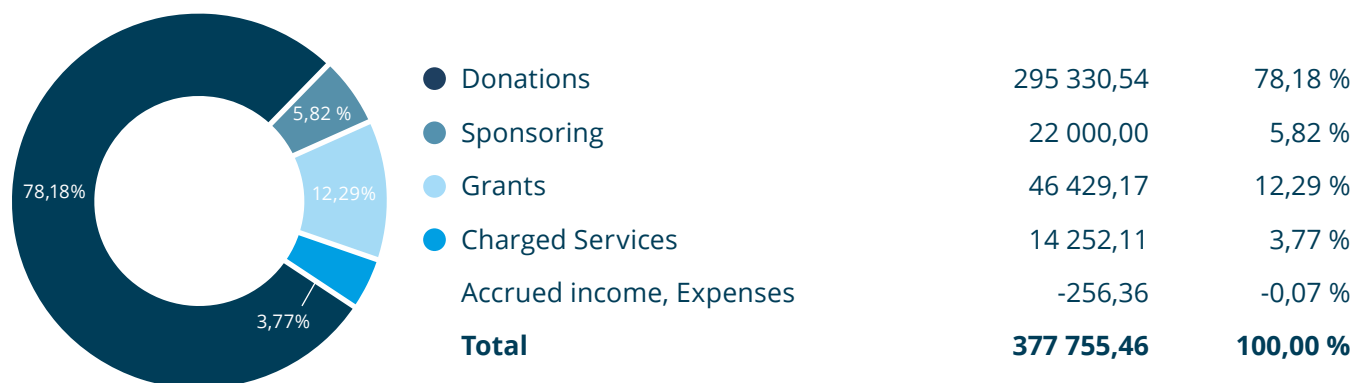 5,82 %
78,18%
12,29%
3,77%
Donations 295 330,54 78,18 %
Sponsoring 22 000,00 5,82 %
Grants 46 429,17 12,29 %
Charged Services 14 252,11 3,77 %
Accrued income, Expenses -256,36 -0,07 %
Total 377 755,46 100,00 %